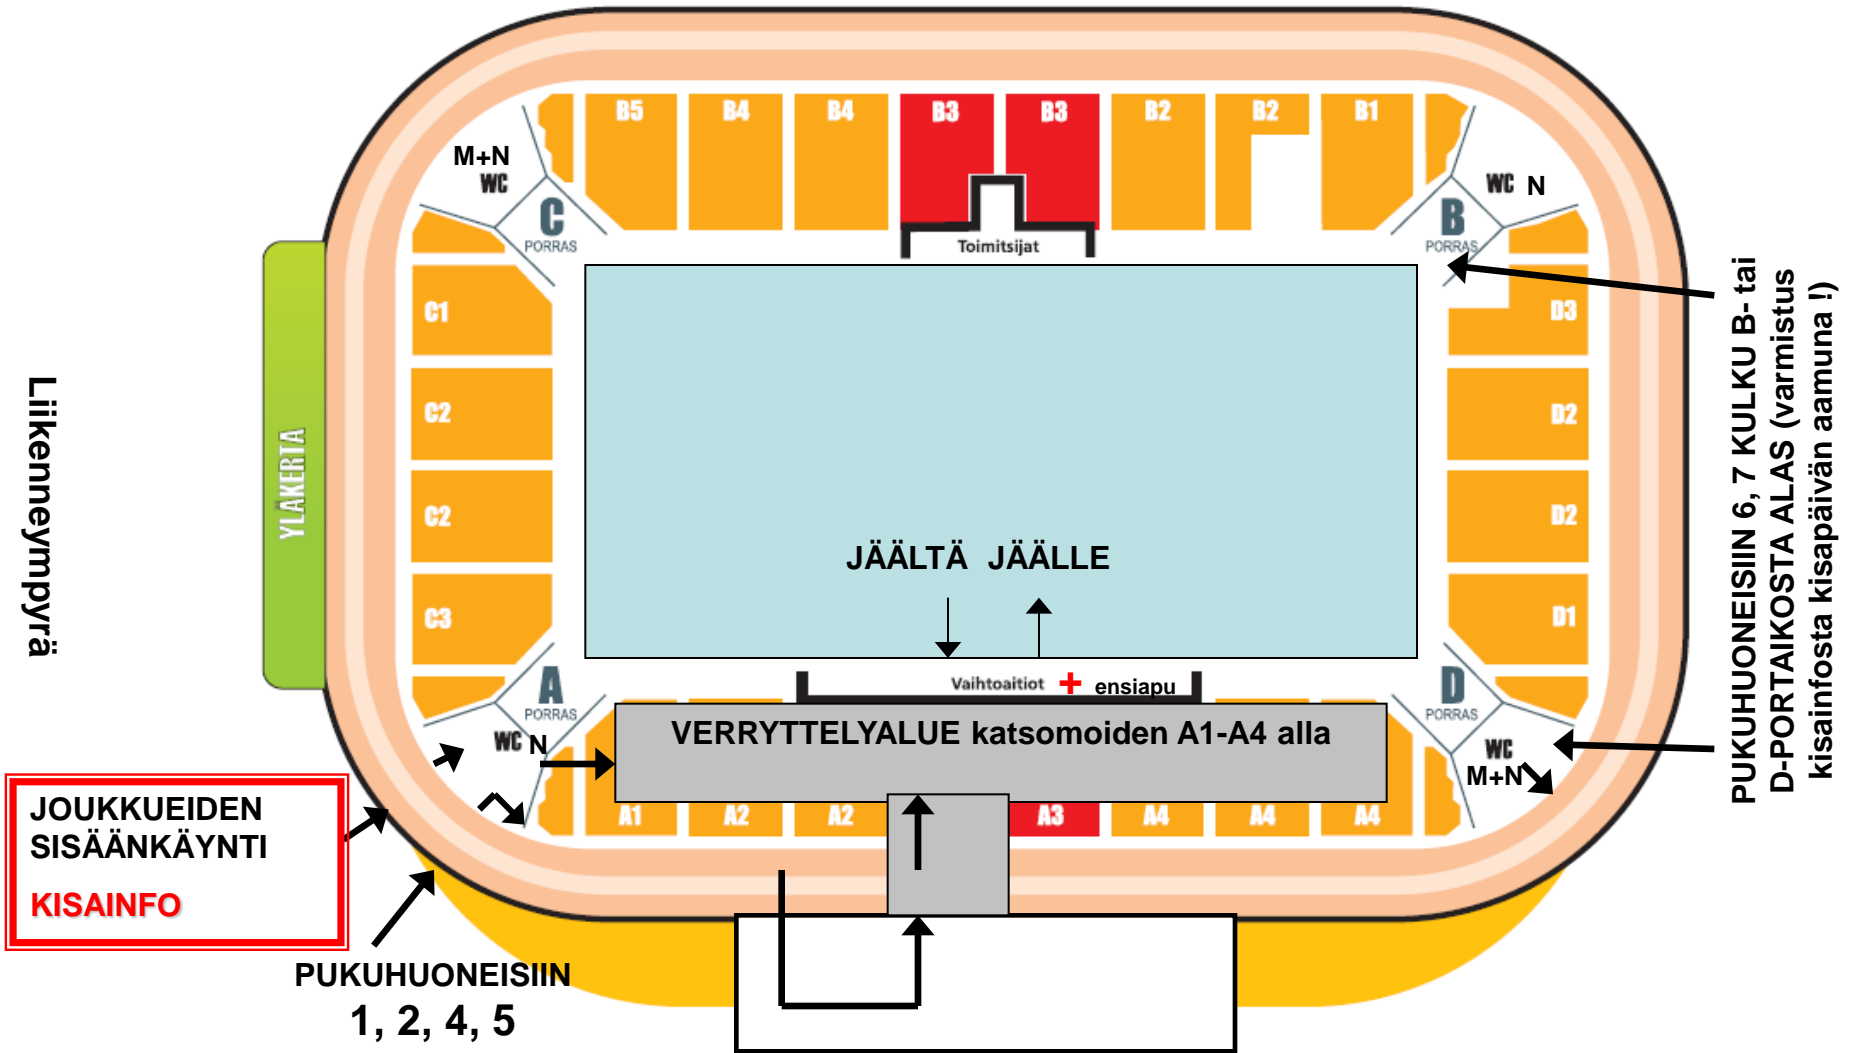 B5
B4
B4
B3
B3
B2
B2
B1
M+N
WC
C
PORRAS
WC N
B
PORRAS
Toimitsijat
C1
C2
C2
C3
D3
D2
D2
D1
YLÄKERTA
Liikenneympyrä
JÄÄLTÄ JÄÄLLE
PUKUHUONEISIIN 6, 7 KULKU B- tai
D-PORTAIKOSTA ALAS (varmistus
kisainfosta kisapäivän aamuna !)
A
PORRAS
WC N
Vaihtoaitiot + ensiapu
D
PORRAS
WC
M+N
VERRYTTELYALUE katsomoiden A1-A4 alla
A1
A2
A2
A3
A4
A4
A4
JOUKKUEIDEN
SISÄÄNKÄYNTI
KISAINFO
PUKUHUONEISIIN
1, 2, 4, 5